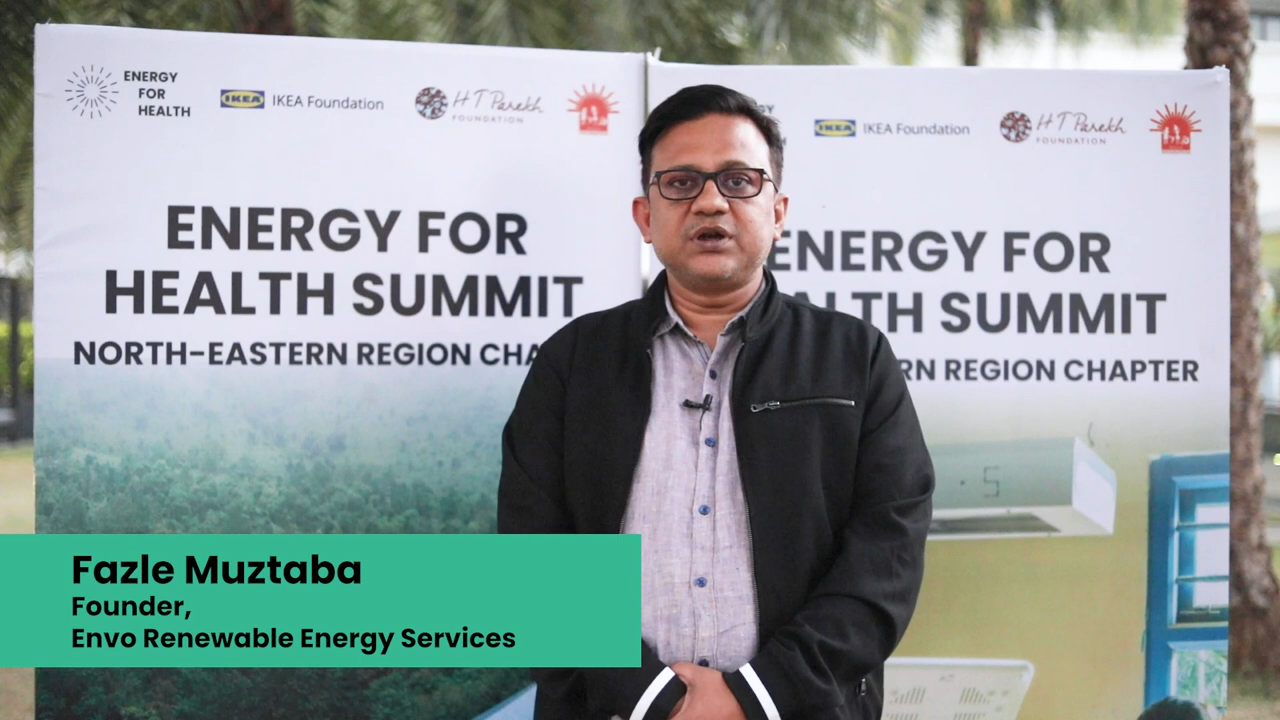 ENERGY
FOR
HEALTH
IKEA
IKEA Foundation
H T Parekh
FOUNDATION
ENERGY FOR
HEALTH SUMMIT
NORTH-EASTERN REGION CHA
IKEA
IKEA Foundation
H T Parekh
FOUNDATION
ENERGY FOR
ALTH SUMMIT
RN REGION CHAPTER
Fazle Muztaba
Founder,
Envo Renewable Energy Services